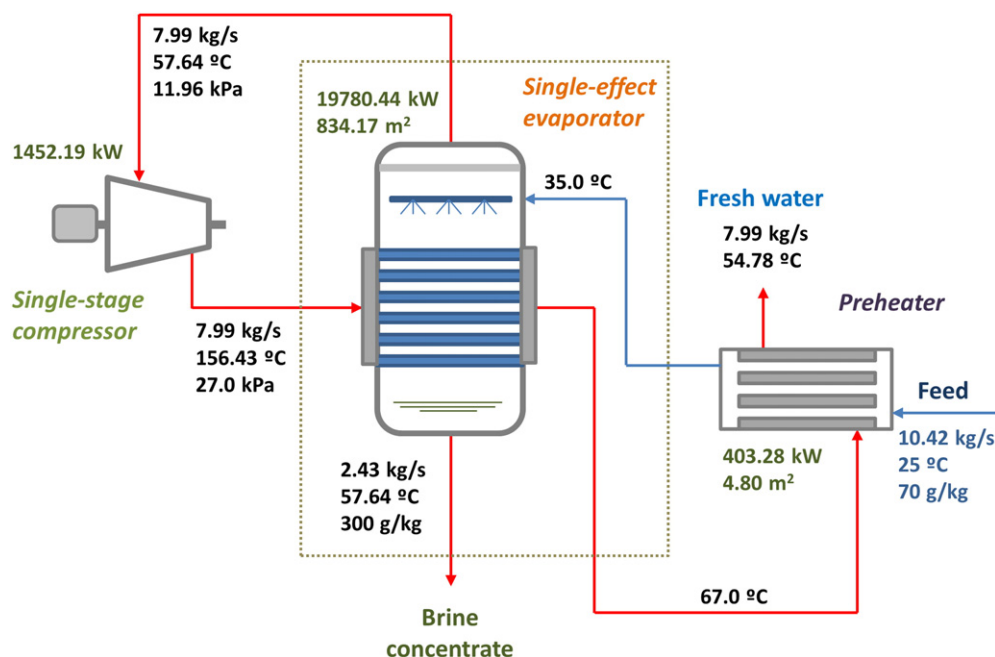 7.99 kg/s
57.64 ºC
11.96 kPa
Single-effect
evaporator
19780.44 kW
834.17 m²
1452.19 kW
35.0 ºC
Fresh water
7.99 kg/s
54.78 ºC
Single-stage
compressor
Preheater
7.99 kg/s
156.43 ºC
27.0 kPa
Feed
10.42 kg/s
25 ºC
70 g/kg
403.28 kW
4.80 m²
2.43 kg/s
57.64 ºC
300 g/kg
67.0 ºC
Brine
concentrate